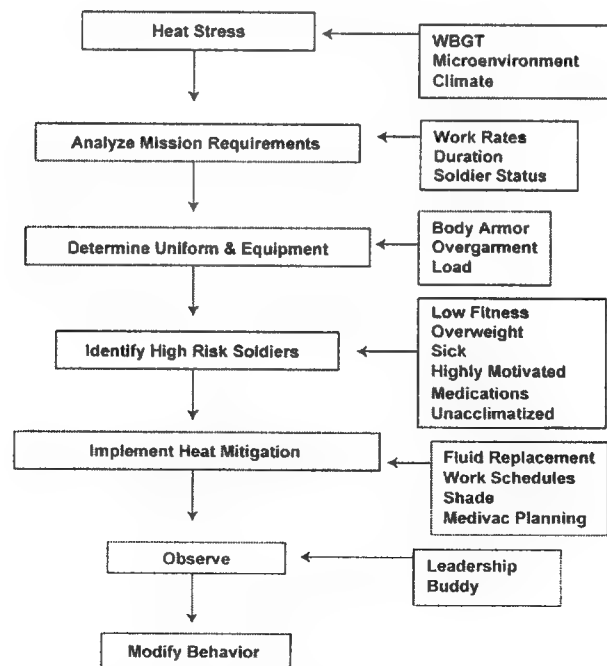 Heat Stress
WBGT
Microenvironment
Climate
Analyze Mission Requirements
Work Rates
Duration
Soldier Status
Determine Uniform & Equipment
Body Armor
Overgarment
Load
Identify High Risk Soldiers
Low Fitness
Overweight
Sick
Highly Motivated
Medications
Unacclimatized
Implement Heat Mitigation
Fluid Replacement
Work Schedules
Shade
Medivac Planning
Observe
Leadership
Buddy
Modify Behavior